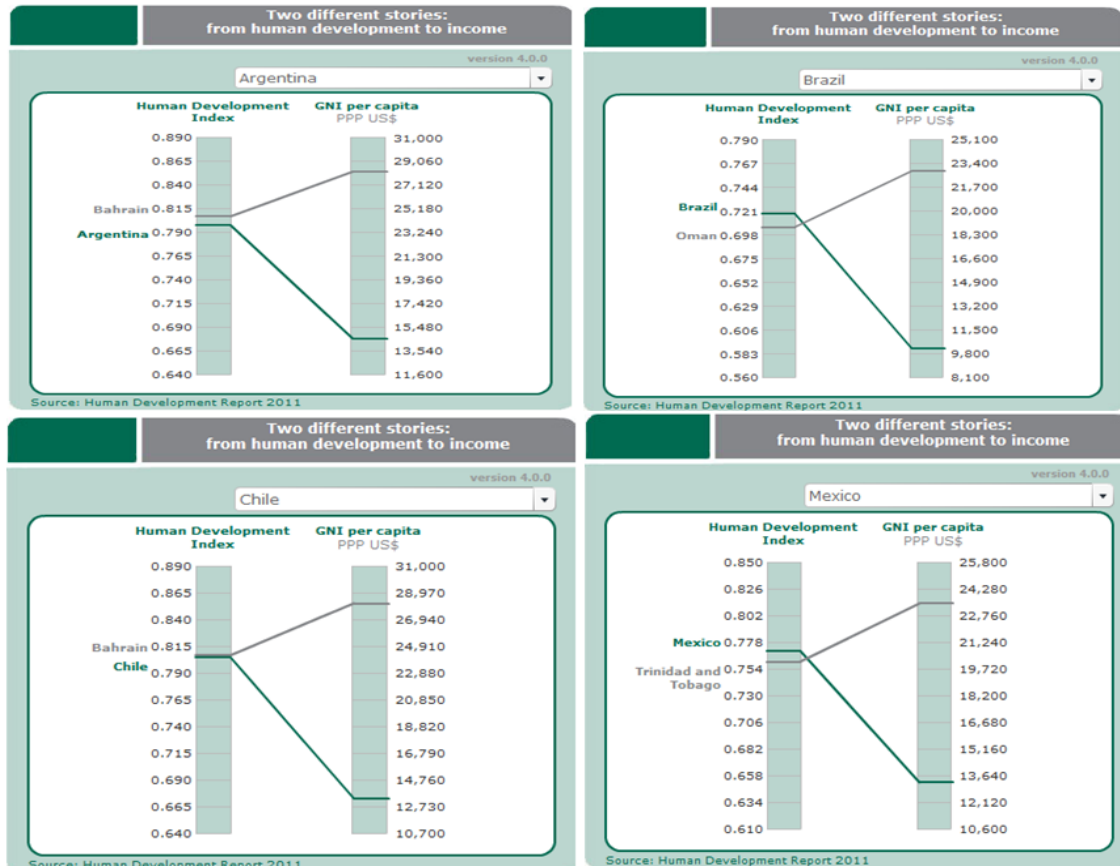 Two different stories:
from human development to income
version 4.0.0
Argentina
Human Development
Index
GNI per capita
PPP US$
0.890
31,000
0.865
29,060
0.840
27,120
Bahrain 0.815
25,180
Argentina 0.790
23,240
0.765
21,300
0.740
19,360
0.715
17,420
0.690
15,480
0.665
13,540
0.640
11,600
Source: Human Development Report 2011
Two different stories:
from human development to income
version 4.0.0
Brazil
Human Development
Index
GNI per capita
PPP US$
0.790
25,100
0.767
23,400
0.744
21,700
Brazil 0.721
20,000
Oman 0.698
18,300
0.675
16,600
0.652
14,900
0.629
13,200
0.606
11,500
0.583
9,800
0.560
8,100
Source: Human Development Report 2011
Two different stories:
from human development to income
version 4.0.0
Chile
Human Development
Index
GNI per capita
PPP US$
0.890
31,000
0.865
28,970
0.840
26,940
Bahrain 0.815
24,910
Chile 0.790
22,880
0.765
20,850
0.740
18,820
0.715
16,790
0.690
14,760
0.665
12,730
0.640
10,700
Source: Human Development Report 2011
Two different stories:
from human development to income
version 4.0.0
Mexico
Human Development
Index
GNI per capita
PPP US$
0.850
25,800
0.826
24,280
0.802
22,760
Mexico 0.778
21,240
Trinidad and 0.754
Tobago
19,720
0.730
18,200
0.706
16,680
0.682
15,160
0.658
13,640
0.634
12,120
0.610
10,600
Source: Human Development Report 2011